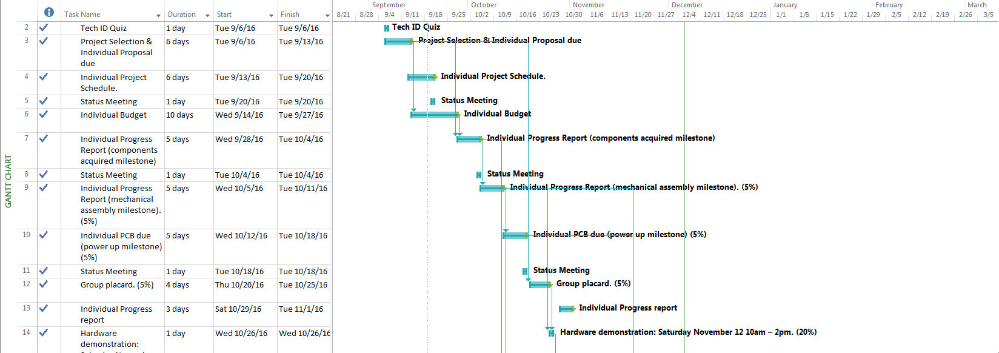 September October November December January February March
Task Name Duration Start Finish 8/21 8/28 9/4 9/11 9/18 9/25 10/2 10/9 10/16 10/23 10/30 11/6 11/13 11/20 11/27 12/4 12/11 12/18 12/25 1/1 1/8 1/15 1/22 1/29 2/5 2/12 2/19 2/26 3/5
2 Tech ID Quiz 1 day Tue 9/6/16 Tue 9/6/16 Tech ID Quiz
3 Project Selection & 6 days Tue 9/6/16 Tue 9/13/16 Project Selection & Individual Proposal due
Individual Proposal
due
4 Individual Project 6 days Tue 9/13/16 Tue 9/20/16 Individual Project Schedule.
Schedule.
5 Status Meeting 1 day Tue 9/20/16 Tue 9/20/16 Status Meeting
6 Individual Budget 10 days Wed 9/14/16 Tue 9/27/16 Individual Budget
7 Individual Progress 5 days Wed 9/28/16 Tue 10/4/16 Individual Progress Report (components acquired milestone)
Report (components
acquired milestone)
8 Status Meeting 1 day Tue 10/4/16 Tue 10/4/16 Status Meeting
9 Individual Progress 5 days Wed 10/5/16 Tue 10/11/16 Individual Progress Report (mechanical assembly milestone). (5%)
Report (mechanical
assembly milestone).
(5%)
10 Individual PCB due 5 days Wed 10/12/16 Tue 10/18/16 Individual PCB due (power up milestone) (5%)
(power up milestone)
(5%)
11 Status Meeting 1 day Tue 10/18/16 Tue 10/18/16 Status Meeting
12 Group placard. (5%) 4 days Thu 10/20/16 Tue 10/25/16 Group placard. (5%)
13 Individual Progress 3 days Sat 10/29/16 Tue 11/1/16 Individual Progress report
report
14 Hardware 1 day Wed 10/26/16 Wed 10/26/16 Hardware demonstration: Saturday November 12 10am – 2pm. (20%)
demonstration:
GANTT CHART